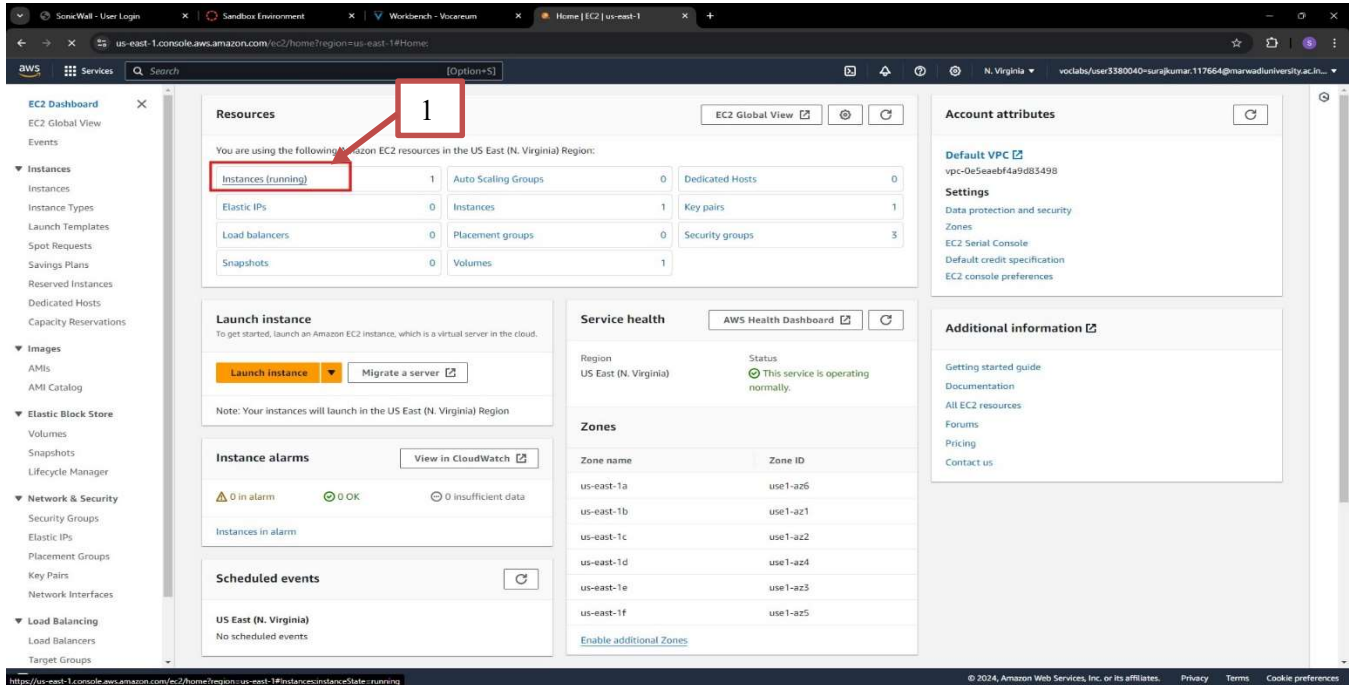 SonicWall - User Login
Sandbox Environment
Workbench - Vocareum
Home | EC2 | us-east-1
us-east-1.console.aws.amazon.com/ec2/home?region=us-east-1#Home:
S
aws
Services
Search
[Option+S]
N. Virginia
voclabs/user3380040=surajkumar.117664@marwadiuniversity.ac.in...
EC2 Dashboard
EC2 Global View
Events
Instances
Instances
Instance Types
Launch Templates
Spot Requests
Savings Plans
Reserved Instances
Dedicated Hosts
Capacity Reservations
Images
AMIs
AMI Catalog
Elastic Block Store
Volumes
Snapshots
Lifecycle Manager
Network & Security
Security Groups
Elastic IPs
Placement Groups
Key Pairs
Network Interfaces
Load Balancing
Load Balancers
Target Groups
Resources
1
EC2 Global View
You are using the following Amazon EC2 resources in the US East (N. Virginia) Region:
Instances (running) 1
Auto Scaling Groups 0
Dedicated Hosts 0
Elastic IPs 0
Instances 1
Key pairs 1
Load balancers 0
Placement groups 0
Security groups 3
Snapshots 0
Volumes 1
Launch instance
To get started, launch an Amazon EC2 instance, which is a virtual server in the cloud.
Launch instance
Migrate a server
Note: Your instances will launch in the US East (N. Virginia) Region
Instance alarms
View in CloudWatch
0 in alarm
0 OK
0 insufficient data
Instances in alarm
Scheduled events
US East (N. Virginia)
No scheduled events
Service health
AWS Health Dashboard
Region
US East (N. Virginia)
Status
This service is operating
normally.
Zones
Zone name Zone ID
us-east-1a use1-az6
us-east-1b use1-az1
us-east-1c use1-az2
us-east-1d use1-az4
us-east-1e use1-az3
us-east-1f use1-az5
Enable additional Zones
Account attributes
Default VPC
vpc-0e5eaebf4a9d83498
Settings
Data protection and security
Zones
EC2 Serial Console
Default credit specification
EC2 console preferences
Additional information
Getting started guide
Documentation
All EC2 resources
Forums
Pricing
Contact us
https://us-east-1.console.aws.amazon.com/ec2/home?region=us-east-1#Instances:instanceState=running
© 2024, Amazon Web Services, Inc. or its affiliates.
Privacy
Terms
Cookie preferences